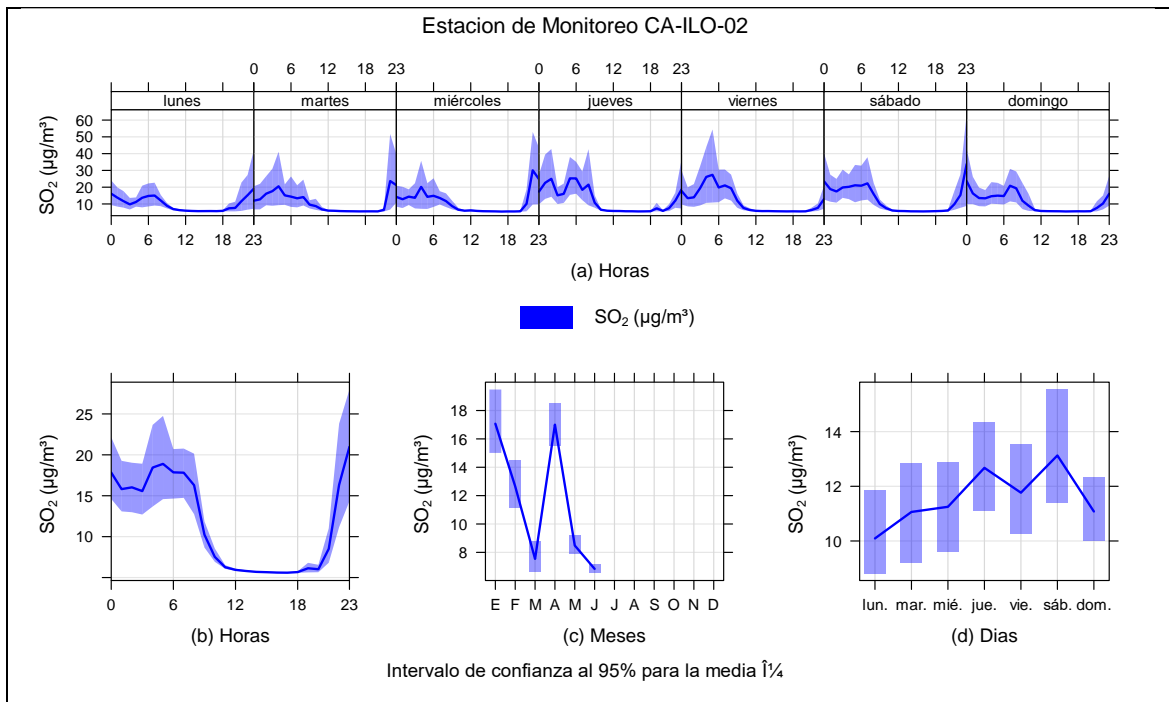 Estacion de Monitoreo CA-ILO-02
0 6 12 18 23 0 6 12 18 23 0 6 12 18 23
lunes martes miércoles jueves viernes sábado domingo
SO₂ (µg/m³)
60
50
40
30
20
10
0 6 12 18 23 0 6 12 18 23 0 6 12 18 23 0 6 12 18 23
(a) Horas
SO₂ (µg/m³)
SO₂ (µg/m³)
25
20
15
10
0 6 12 18 23
(b) Horas
SO₂ (µg/m³)
18
16
14
12
10
8
E F M A M J J A S O N D
(c) Meses
SO₂ (µg/m³)
14
12
10
lun. mar. mié. jue. vie. sáb. dom.
(d) Dias
Intervalo de confianza al 95% para la media Î¼